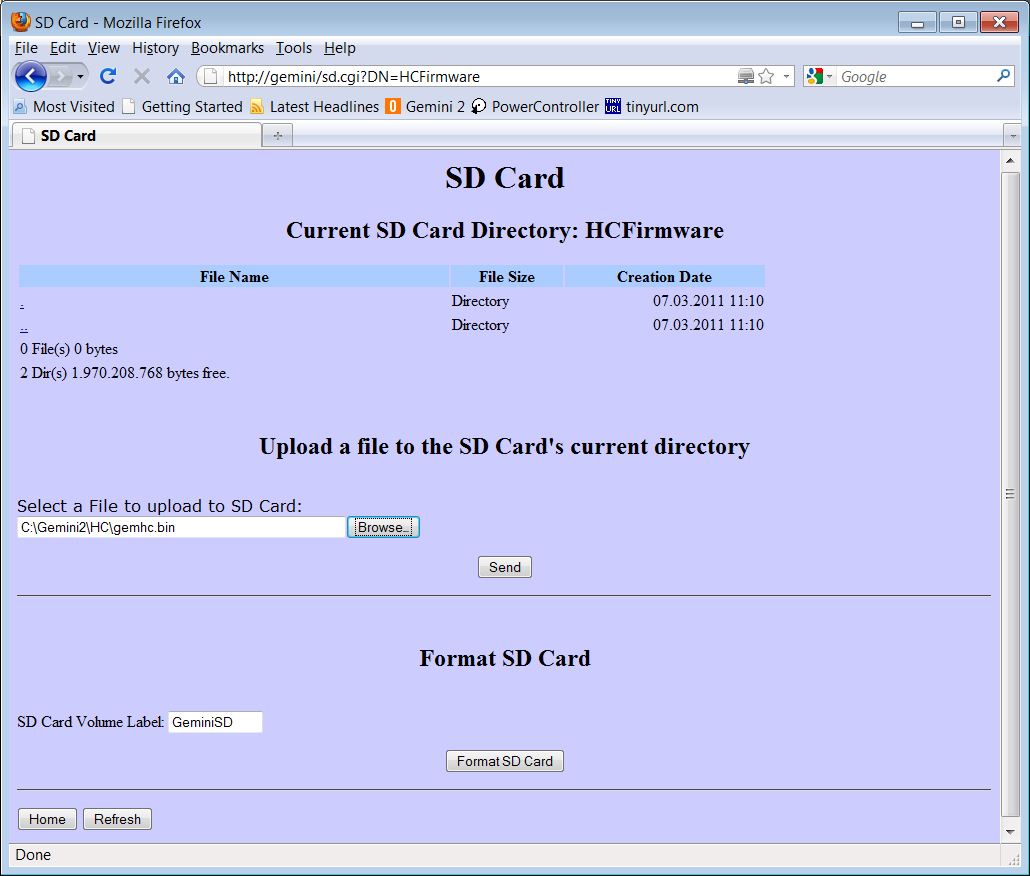 SD Card - Mozilla Firefox
File Edit View History Bookmarks Tools Help
http://gemini/sd.cgi?DN=HCFirmware Google
Most Visited Getting Started Latest Headlines 0 Gemini 2 PowerController TINY URL tinyurl.com
SD Card
SD Card
Current SD Card Directory: HCFirmware
File Name File Size Creation Date
. Directory 07.03.2011 11:10
.. Directory 07.03.2011 11:10
0 File(s) 0 bytes
2 Dir(s) 1.970.208.768 bytes free.
Upload a file to the SD Card's current directory
Select a File to upload to SD Card:
C:\Gemini2\HC\gemhc.bin Browse...
Send
Format SD Card
SD Card Volume Label: GeminiSD
Format SD Card
Home Refresh
Done